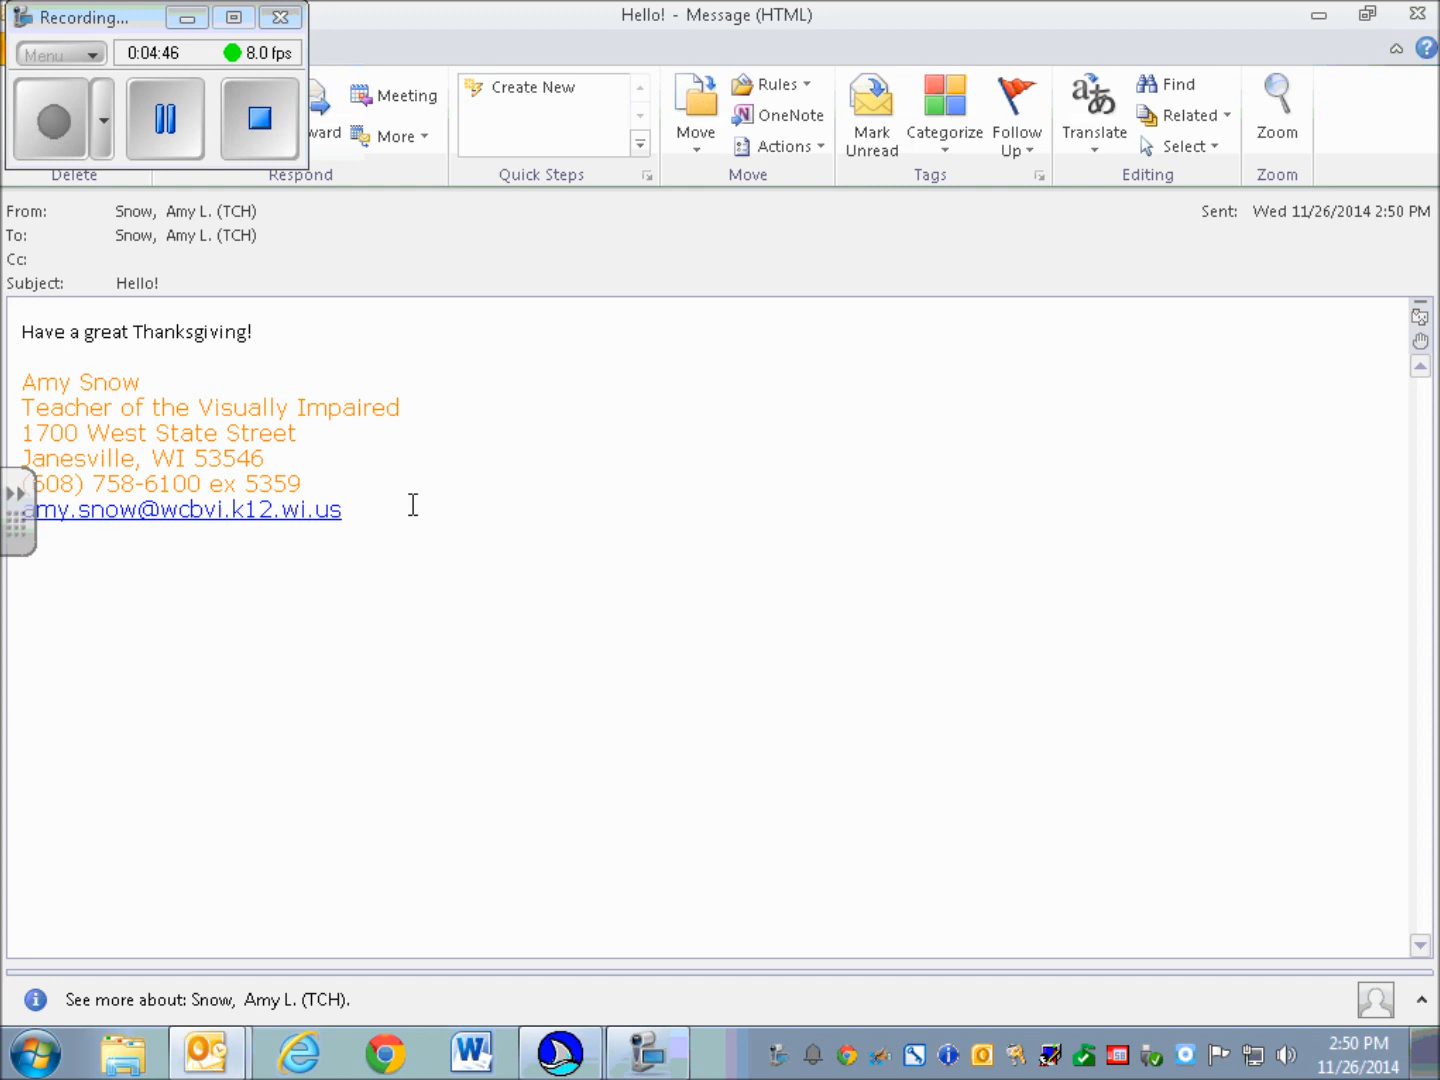 Recording...
Hello! - Message (HTML)
Menu
0:04:46
8.0 fps
ward
Meeting
More
Create New
Move
Rules
OneNote
Actions
Mark Unread
Categorize
Follow Up
Translate
Find
Related
Select
Zoom
Delete
Respond
Quick Steps
Move
Tags
Editing
Zoom
From: Snow, Amy L. (TCH)
Sent: Wed 11/26/2014 2:50 PM
To: Snow, Amy L. (TCH)
Cc:
Subject: Hello!
Have a great Thanksgiving!
Amy Snow
Teacher of the Visually Impaired
1700 West State Street
Janesville, WI 53546
(608) 758-6100 ex 5359
amy.snow@wcbvi.k12.wi.us
See more about: Snow, Amy L. (TCH).
2:50 PM
11/26/2014